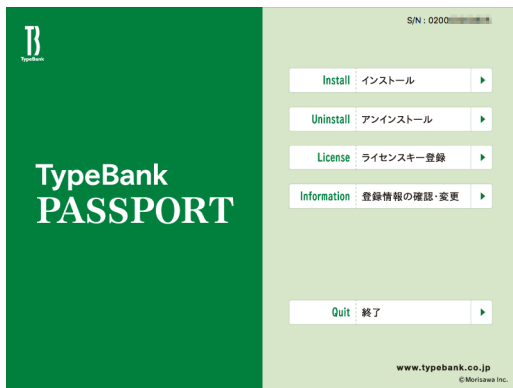 TB
TypeBank
TypeBank
PASSPORT
S/N : 0200
Install インストール
Uninstall アンインストール
License ライセンスキー登録
Information 登録情報の確認・変更
Quit 終了
www.typebank.co.jp
©Morisawa Inc.